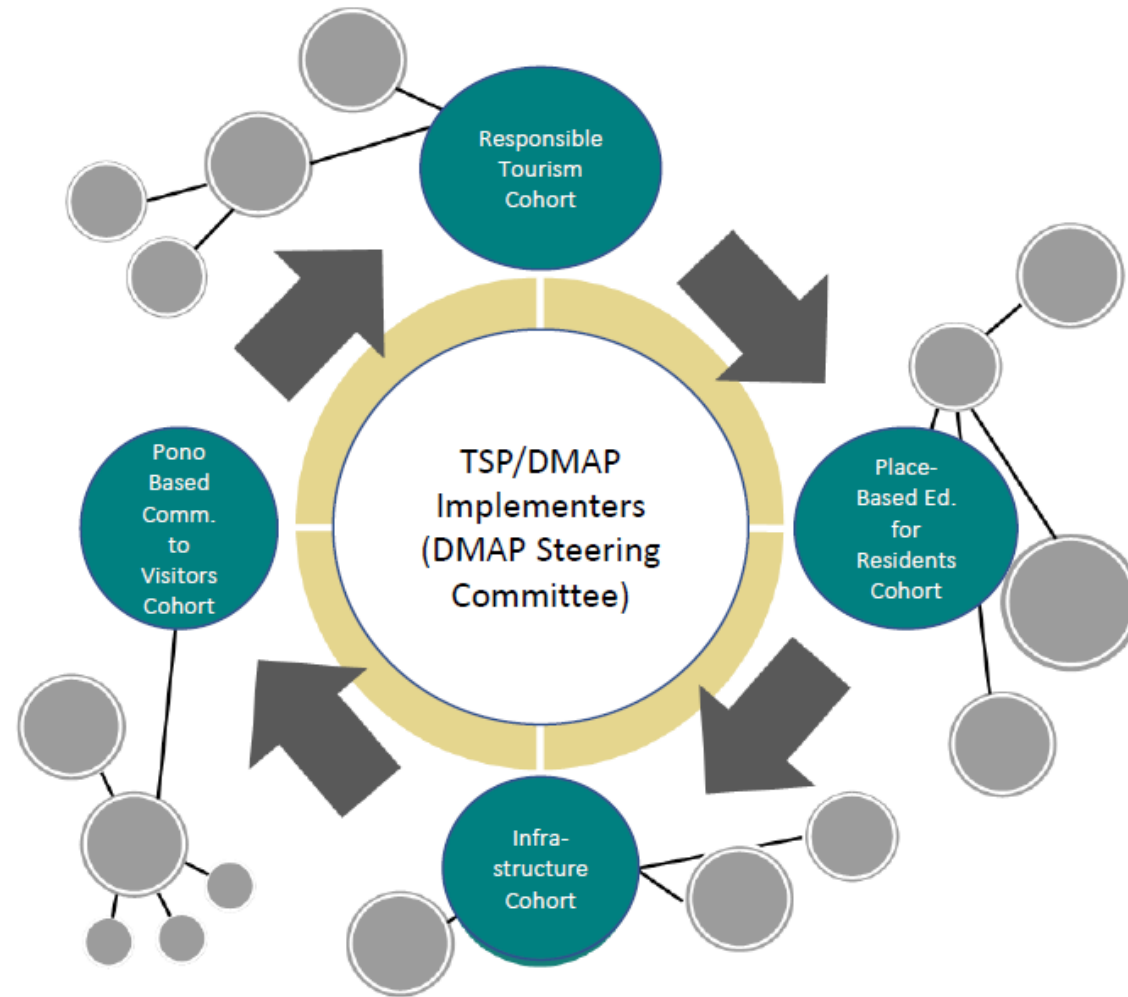 Responsible
Tourism
Cohort
Pono
Based
Comm.
to
Visitors
Cohort
TSP/DMAP
Implementers
(DMAP Steering
Committee)
Place-
Based Ed.
for
Residents
Cohort
Infra-
structure
Cohort